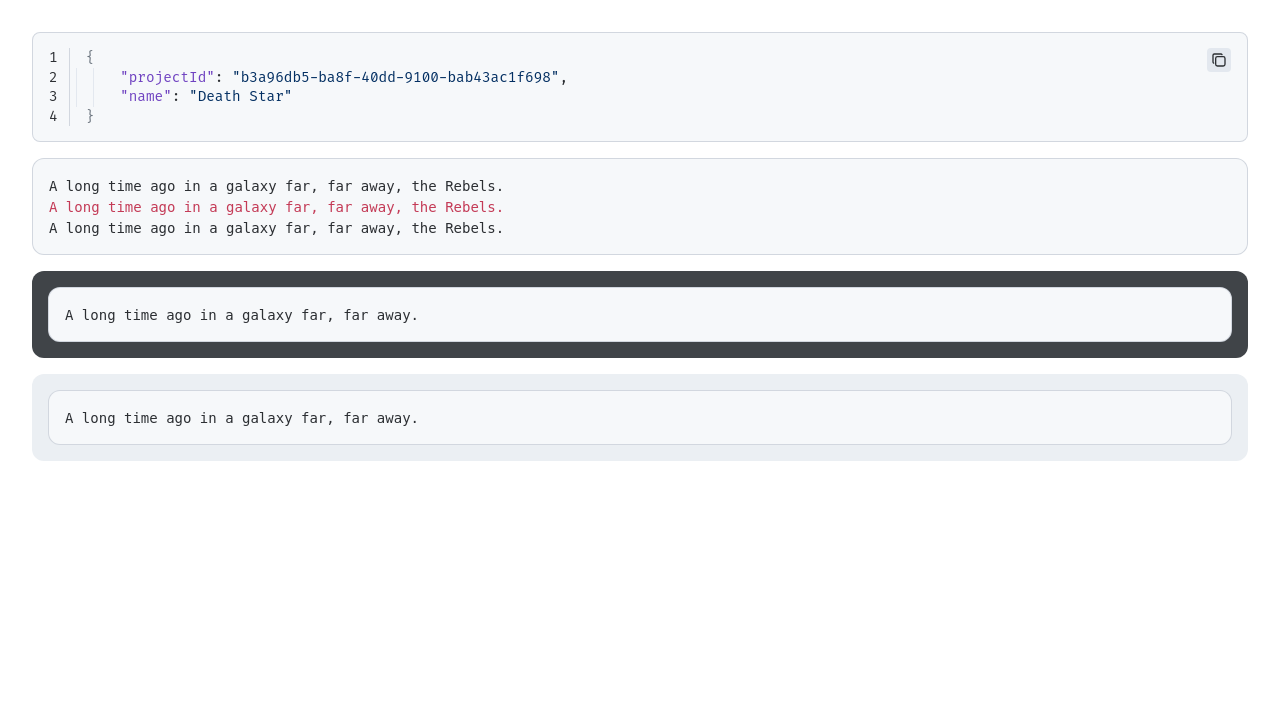 1 {
2 "projectId": "b3a96db5-ba8f-40dd-9100-bab43ac1f698",
3 "name": "Death Star"
4 }
A long time ago in a galaxy far, far away, the Rebels.
A long time ago in a galaxy far, far away, the Rebels.
A long time ago in a galaxy far, far away, the Rebels.
A long time ago in a galaxy far, far away.
A long time ago in a galaxy far, far away.